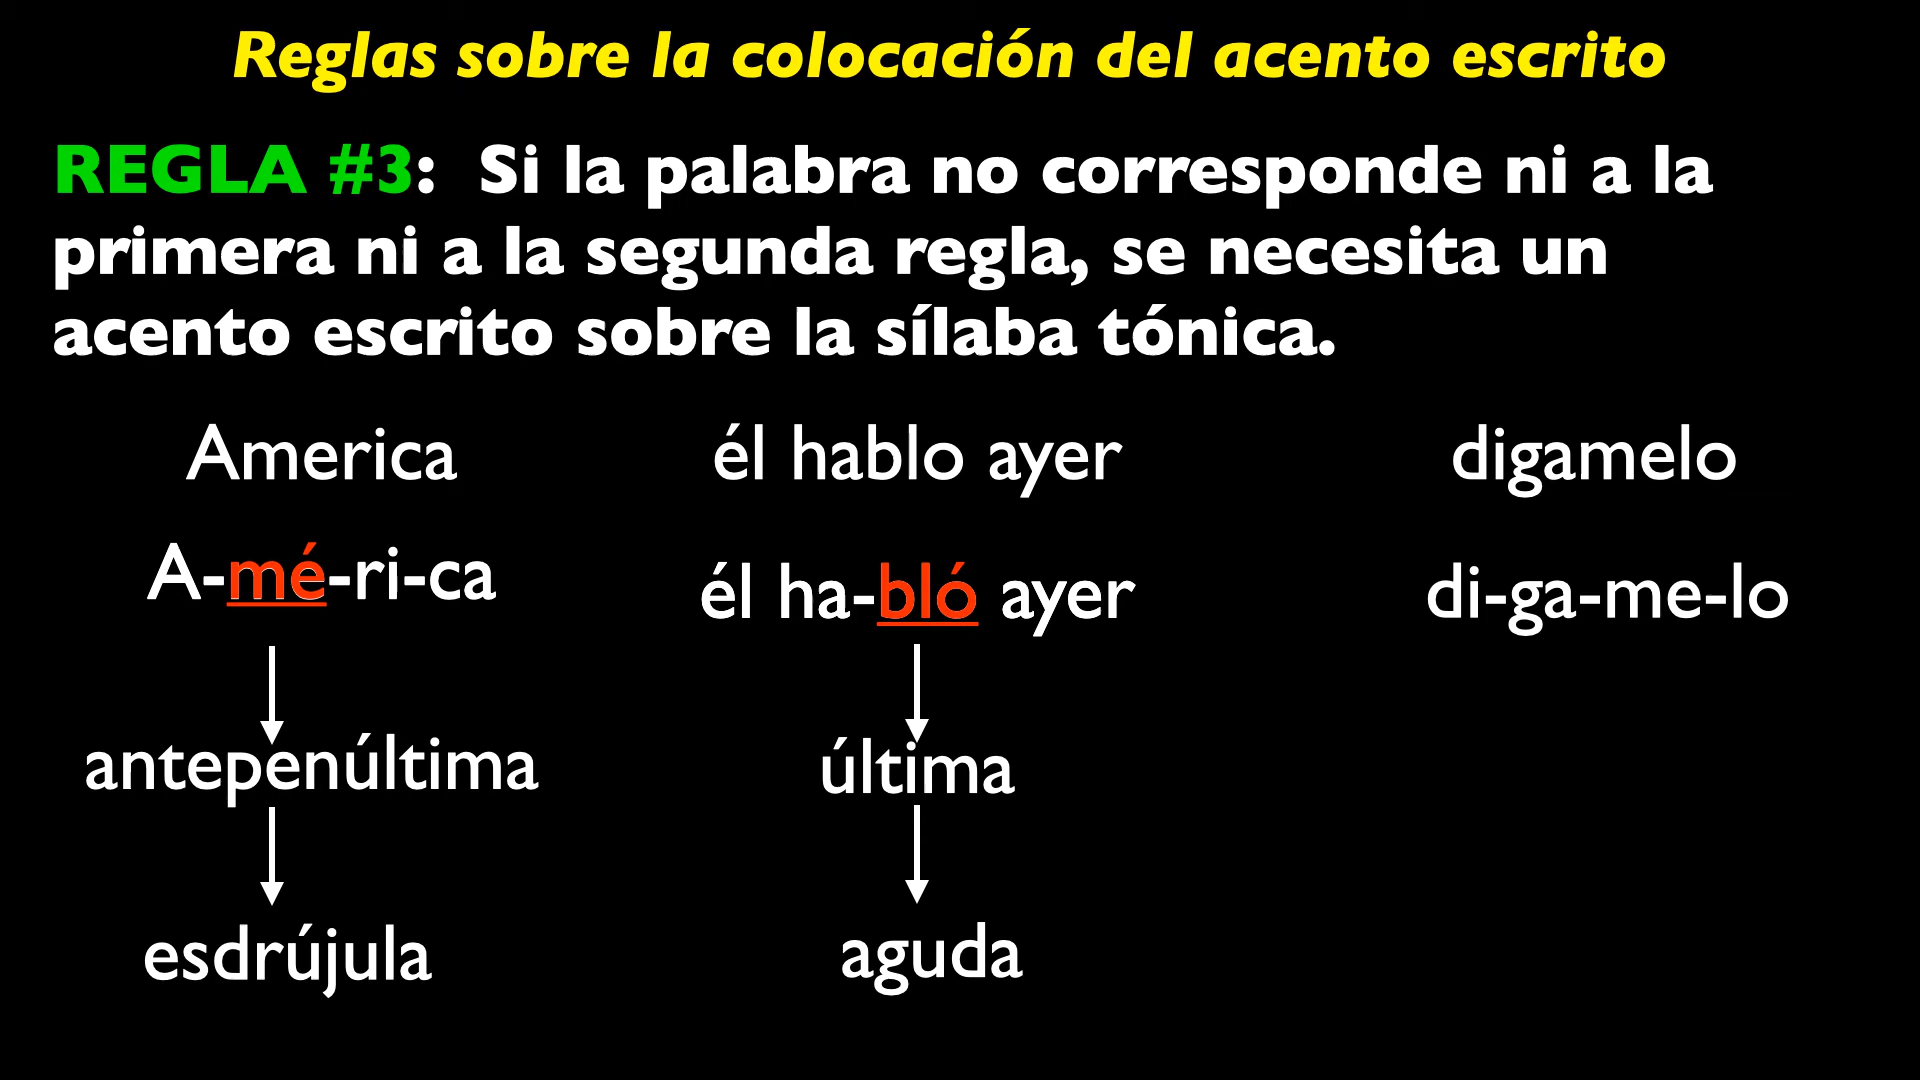 Reglas sobre la colocación del acento escrito
REGLA #3: Si la palabra no corresponde ni a la
primera ni a la segunda regla, se necesita un
acento escrito sobre la sílaba tónica.
America
él hablo ayer
digamelo
A-mé-ri-ca
él ha-bló ayer
di-ga-me-lo
antepenúltima
última
esdrújula
aguda